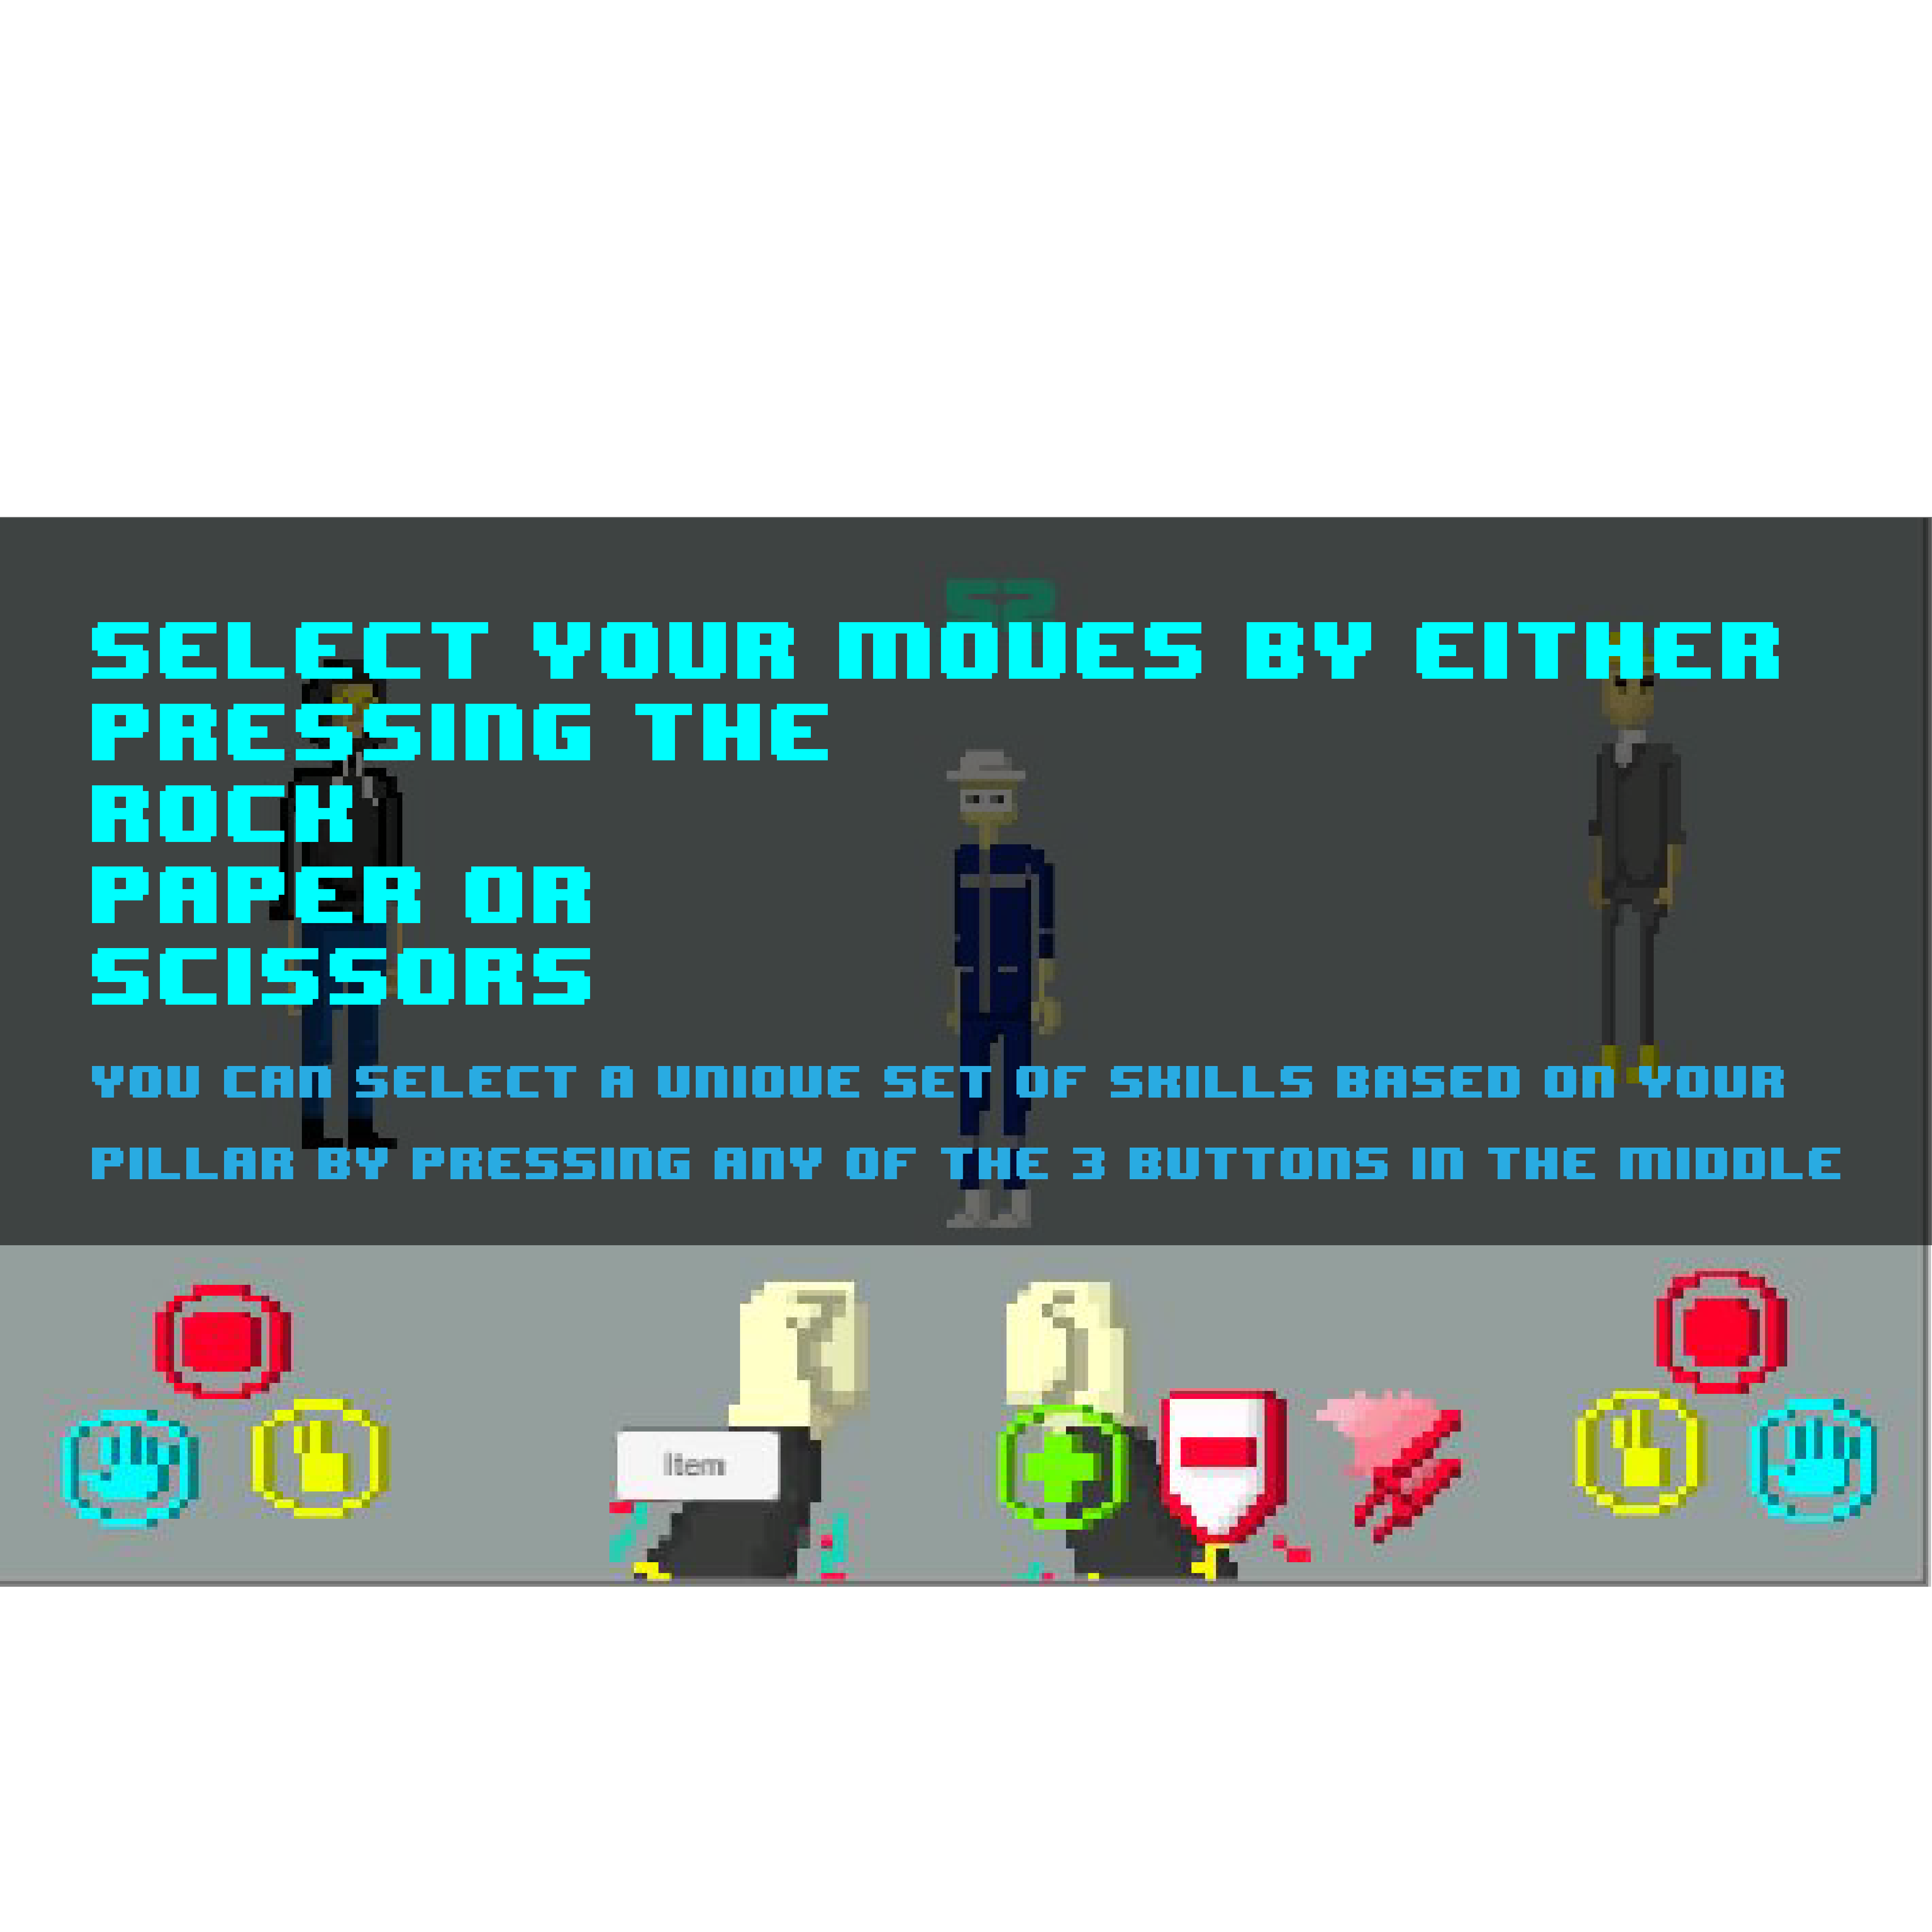 52
SELECT YOUR MOVES BY EITHER
PRESSING THE
ROCK
PAPER OR
SCISSORS
YOU CAN SELECT A UNIQUE SET OF SKILLS BASED ON YOUR
PILLAR BY PRESSING ANY OF THE 3 BUTTONS IN THE MIDDLE
Item